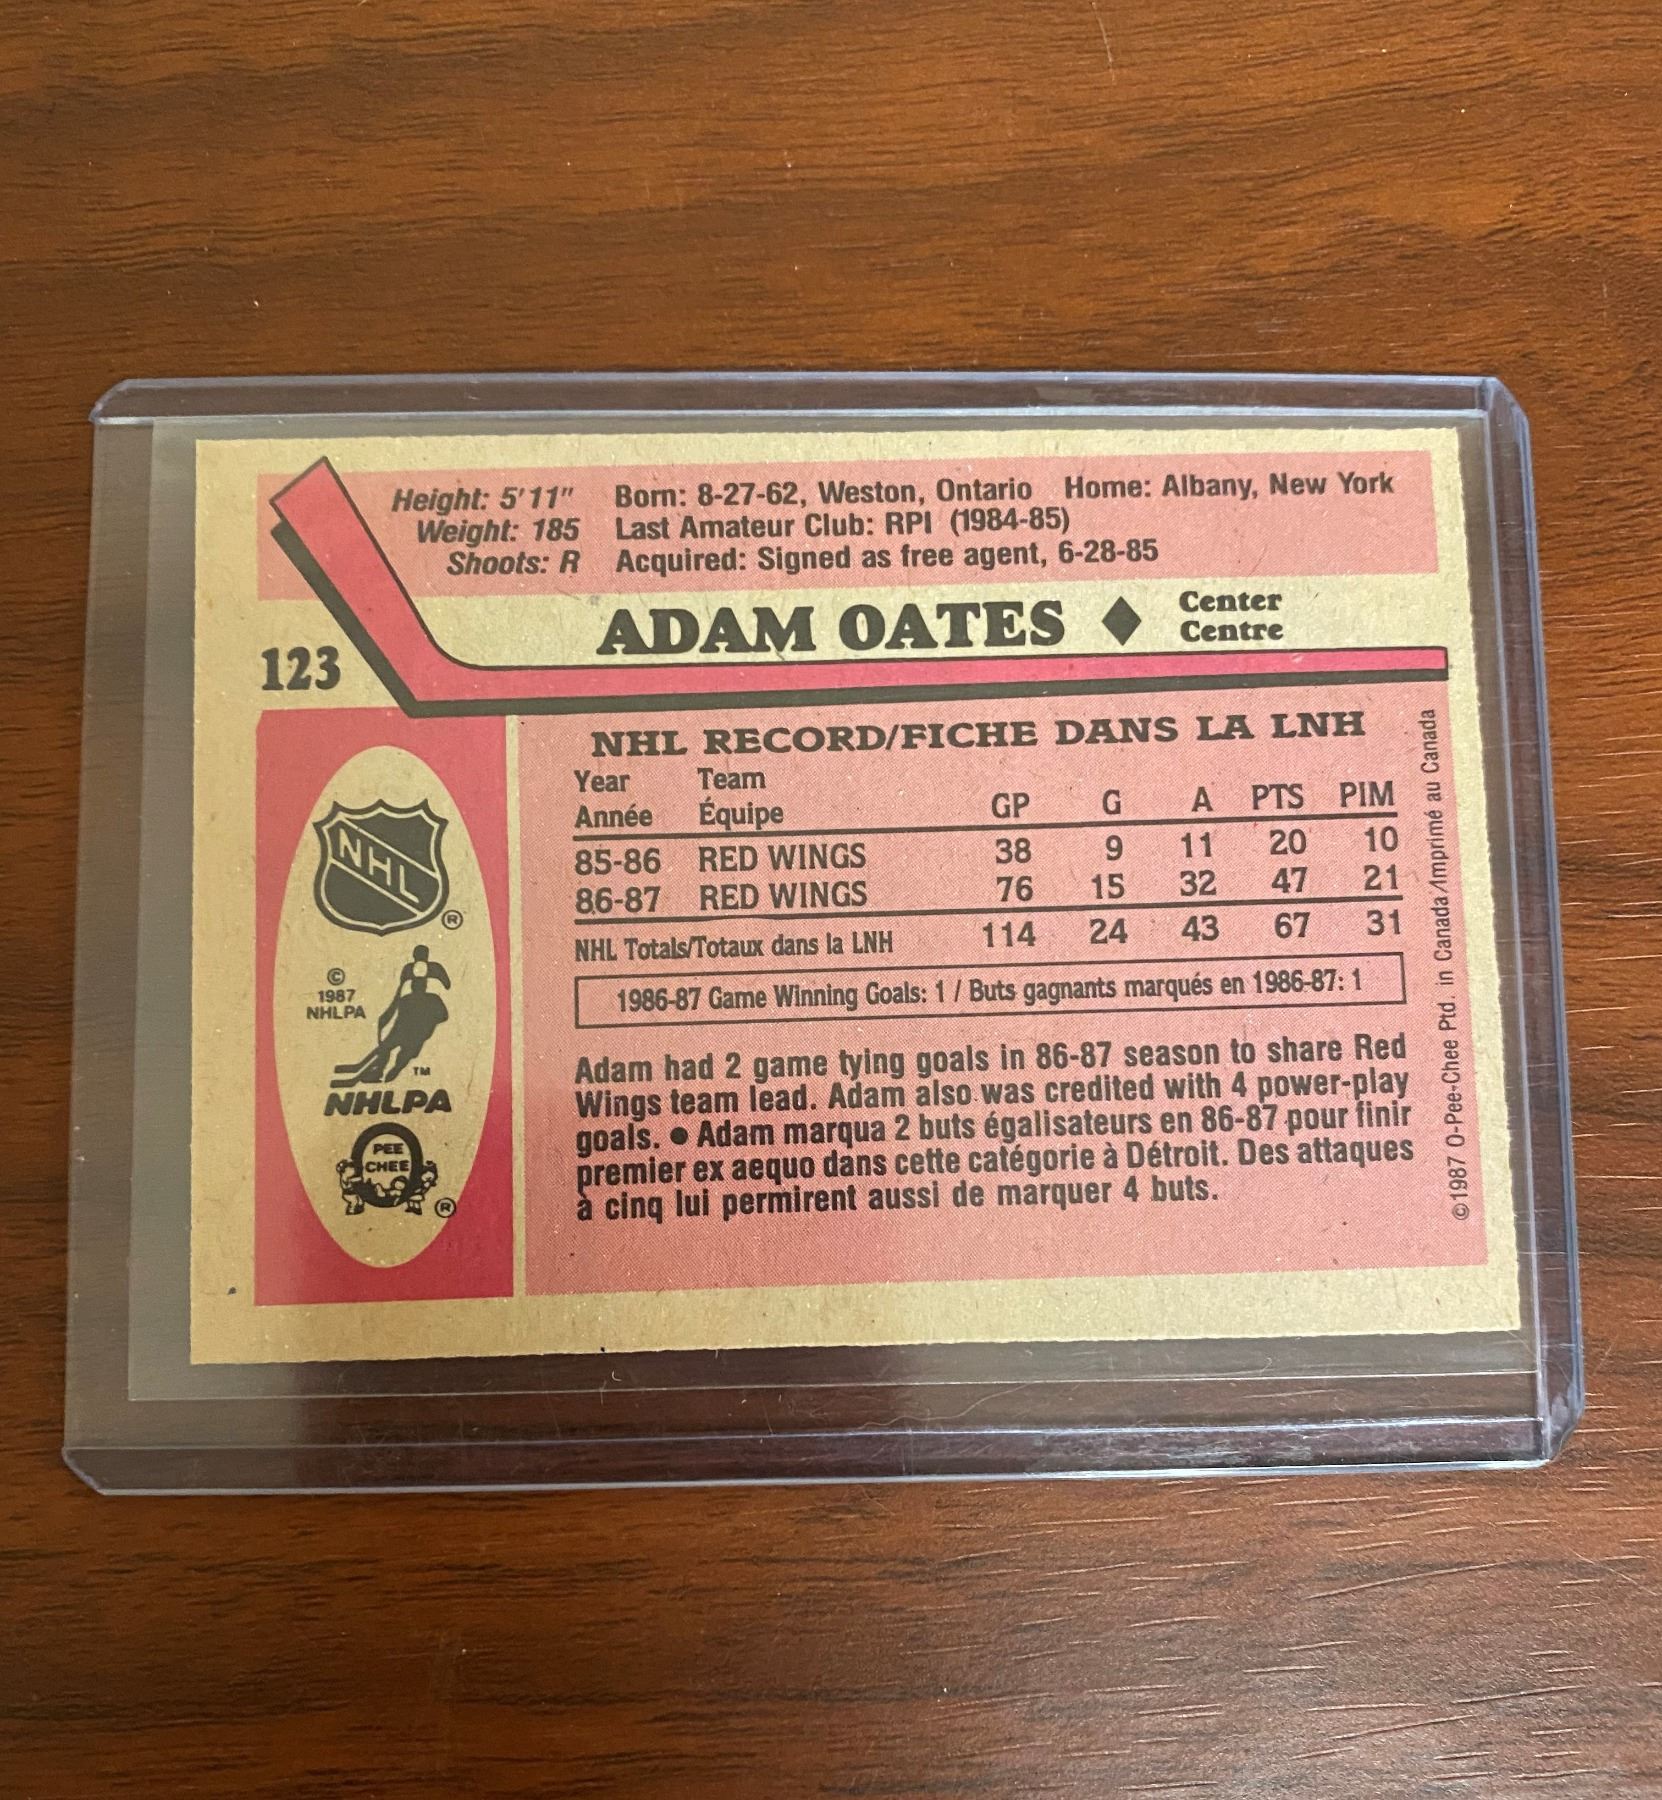 Height: 5'11" Born: 8-27-62, Weston, Ontario Home: Albany, New York
Weight: 185 Last Amateur Club: RPI (1984-85)
Shoots: R Acquired: Signed as free agent, 6-28-85
ADAM OATES ♦ Center
Centre
123
NHL RECORD/FICHE DANS LA LNH
Year Team
Année Équipe GP G A PTS PIM
85-86 RED WINGS 38 9 11 20 10
86-87 RED WINGS 76 15 32 47 21
NHL Totals/Totaux dans la LNH 114 24 43 67 31
1986-87 Game Winning Goals: 1 / Buts gagnants marqués en 1986-87: 1
Adam had 2 game tying goals in 86-87 season to share Red
Wings team lead. Adam also was credited with 4 power-play
goals. ● Adam marqua 2 buts égalisateurs en 86-87 pour finir
premier ex aequo dans cette catégorie à Détroit. Des attaques
à cinq lui permirent aussi de marquer 4 buts.
NHL
®
©
1987
NHLPA
TM
NHLPA
PEE
CHEE
®
©1987 O-Pee-Chee Ptd. in Canada/Imprimé au Canada